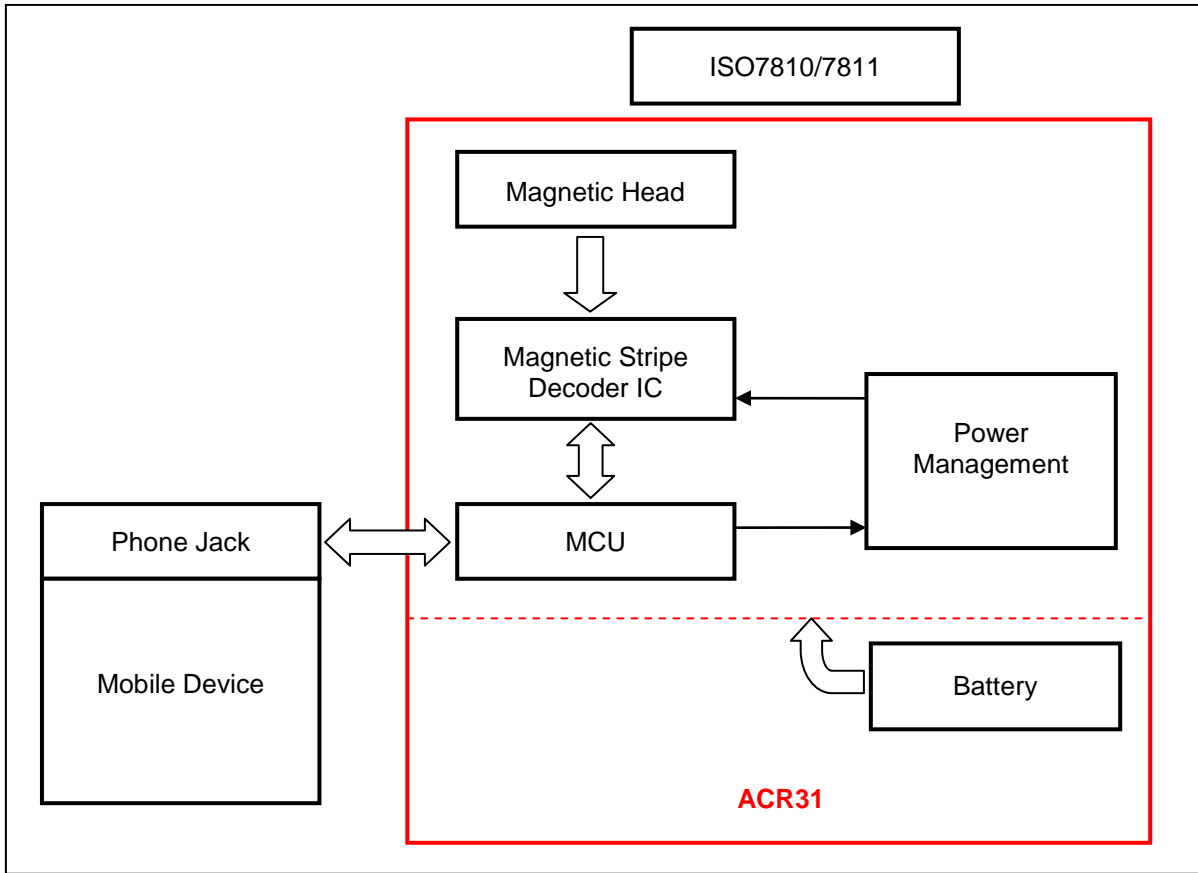 ISO7810/7811
Magnetic Head
Magnetic Stripe
Decoder IC
Power
Management
Phone Jack
MCU
Mobile Device
Battery
ACR31